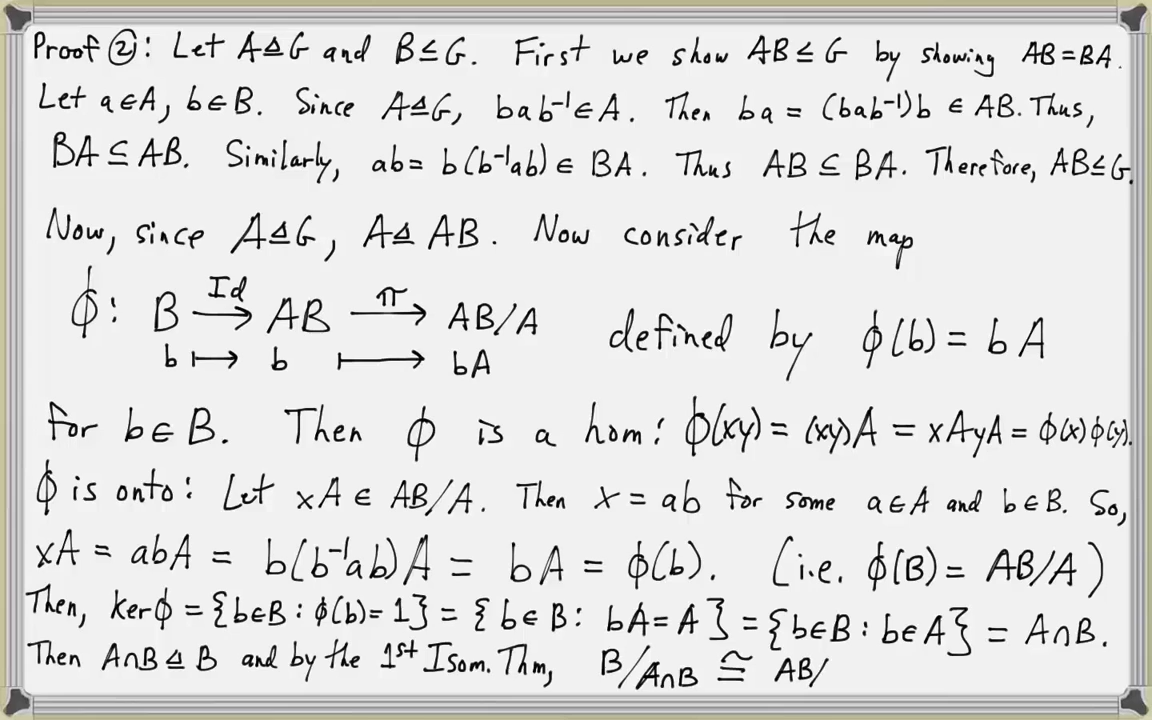 Proof ②: Let A⊴G and B≤G. First we show AB≤G by showing AB=BA.
Let a∈A, b∈B. Since A⊴G, bab⁻¹∈A. Then ba = (bab⁻¹)b ∈ AB. Thus,
BA ⊆ AB. Similarly, ab = b(b⁻¹ab) ∈ BA. Thus AB ⊆ BA. Therefore, AB≤G.
Now, since A⊴G, A⊴ AB. Now consider the map
ϕ: B —Id→ AB —π→ AB/A defined by ϕ(b) = bA
b ↦ b ↦ bA
for b∈B. Then ϕ is a hom: ϕ(xy) = (xy)A = xAyA = ϕ(x)ϕ(y).
ϕ is onto: Let xA ∈ AB/A. Then x = ab for some a∈A and b∈B. So,
xA = abA = b(b⁻¹ab)A = bA = ϕ(b). (i.e. ϕ(B) = AB/A)
Then, kerϕ = {b∈B : ϕ(b)=1} = {b∈B : bA=A} = {b∈B : b∈A} = A∩B.
Then A∩B⊴B and by the 1st Isom. Thm, B/A∩B ≅ AB/